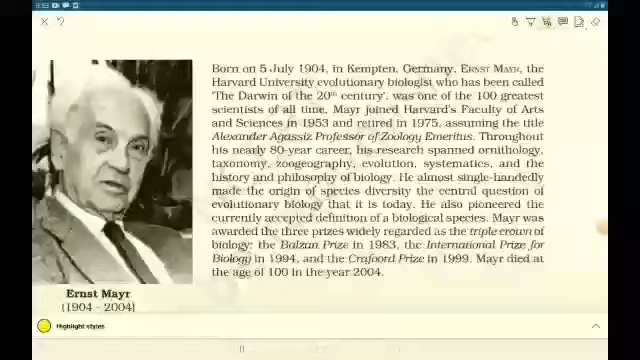 8:53
Born on 5 July 1904, in Kempten, Germany, ERNST MAYR, the
Harvard University evolutionary biologist who has been called
'The Darwin of the 20th century', was one of the 100 greatest
scientists of all time. Mayr joined Harvard's Faculty of Arts
and Sciences in 1953 and retired in 1975, assuming the title
Alexander Agassiz Professor of Zoology Emeritus. Throughout
his nearly 80-year career, his research spanned ornithology,
taxonomy, zoogeography, evolution, systematics, and the
history and philosophy of biology. He almost single-handedly
made the origin of species diversity the central question of
evolutionary biology that it is today. He also pioneered the
currently accepted definition of a biological species. Mayr was
awarded the three prizes widely regarded as the triple crown of
biology: the Balzan Prize in 1983, the International Prize for
Biology in 1994, and the Crafoord Prize in 1999. Mayr died at
the age of 100 in the year 2004.
Ernst Mayr
(1904 – 2004)
Highlight styles